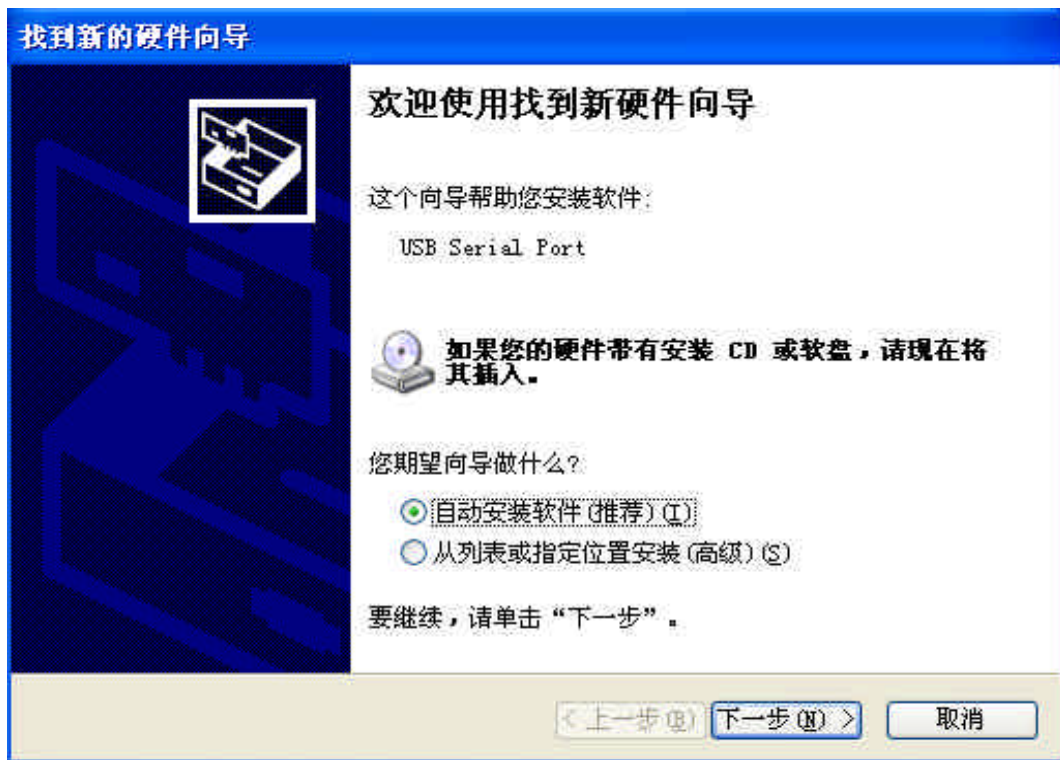 找到新的硬件向导
欢迎使用找到新硬件向导
这个向导帮助您安装软件:
USB Serial Port
如果您的硬件带有安装 CD 或软盘，请现在将
其插入。
您期望向导做什么?
自动安装软件(推荐)(I)
从列表或指定位置安装(高级)(S)
要继续，请单击“下一步”。
< 上一步(B) 下一步(N) > 取消